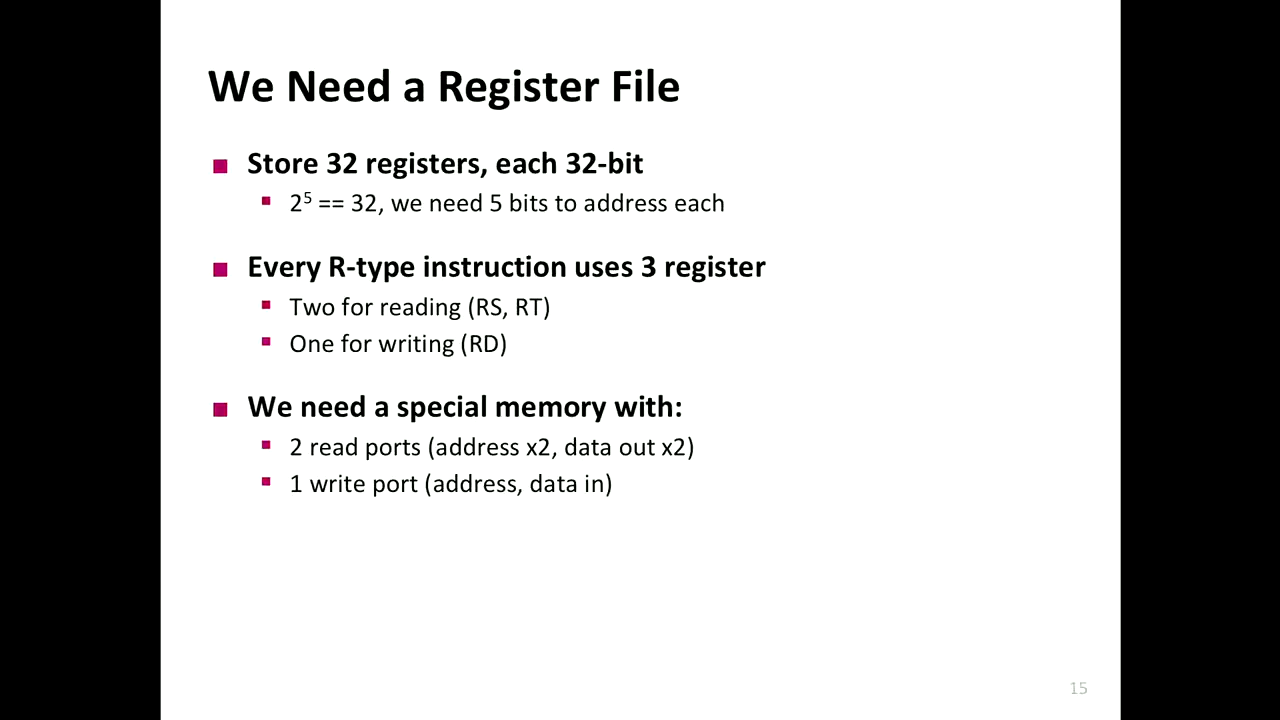 We Need a Register File
Store 32 registers, each 32-bit
2⁵ == 32, we need 5 bits to address each
Every R-type instruction uses 3 register
Two for reading (RS, RT)
One for writing (RD)
We need a special memory with:
2 read ports (address x2, data out x2)
1 write port (address, data in)
15